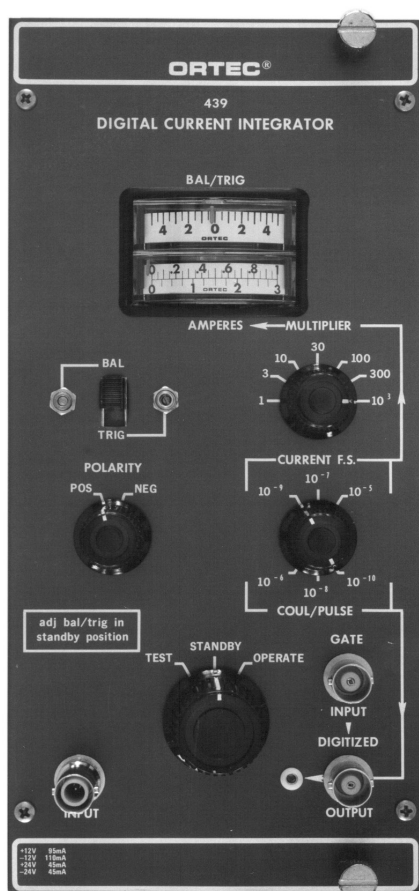 ORTEC®
439
DIGITAL CURRENT INTEGRATOR
BAL/TRIG
4 2 0 2 4
ORTEC
0 .2 .4 .6 .8 1
0 1 ORTEC 2 3
AMPERES MULTIPLIER
30
10 100
3 300
1 10³
BAL
TRIG
POLARITY
POS NEG
CURRENT F.S.
10⁻⁷
10⁻⁹ 10⁻⁵
10⁻⁶ 10⁻¹⁰
10⁻⁸
COUL/PULSE
adj bal/trig in
standby position
STANDBY
TEST OPERATE
GATE
INPUT
DIGITIZED
INPUT
OUTPUT
+12V 95mA
-12V 110mA
+24V 45mA
-24V 45mA